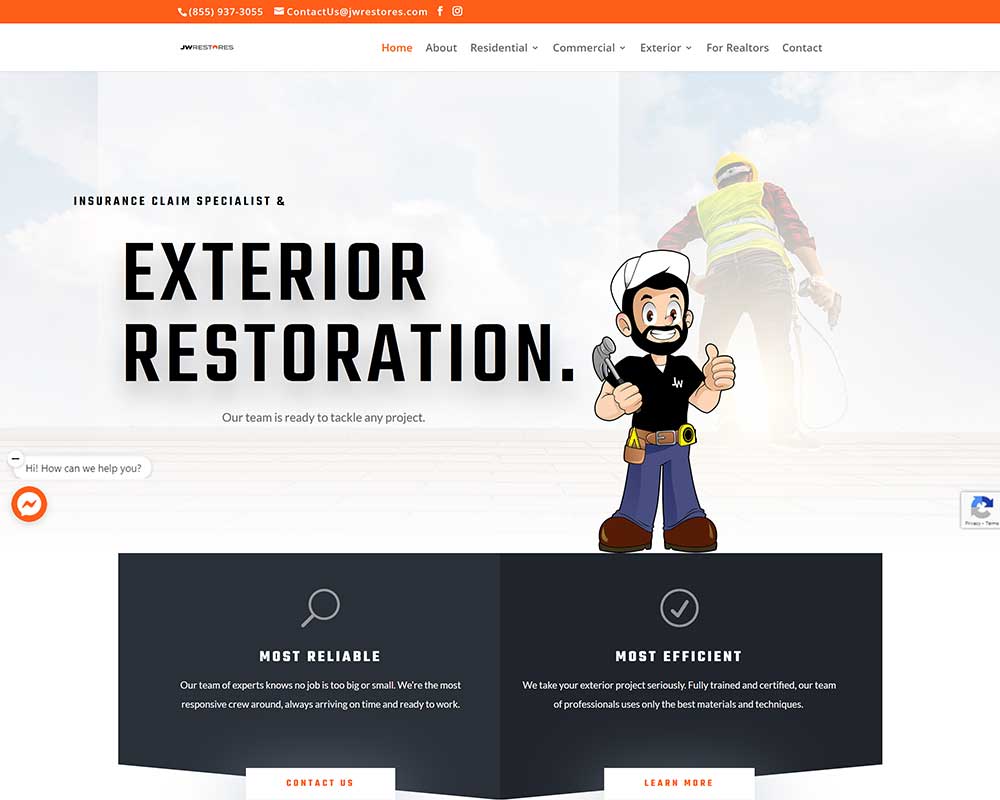 (855) 937-3055 ContactUs@jwrestores.com
JWRESTORES
Home About Residential Commercial Exterior For Realtors Contact
INSURANCE CLAIM SPECIALIST &
EXTERIOR
RESTORATION.
Our team is ready to tackle any project.
JW
Hi! How can we help you?
Privacy - Terms
MOST RELIABLE
Our team of experts knows no job is too big or small. We're the most
responsive crew around, always arriving on time and ready to work.
CONTACT US
MOST EFFICIENT
We take your exterior project seriously. Fully trained and certified, our team
of professionals uses only the best materials and techniques.
LEARN MORE